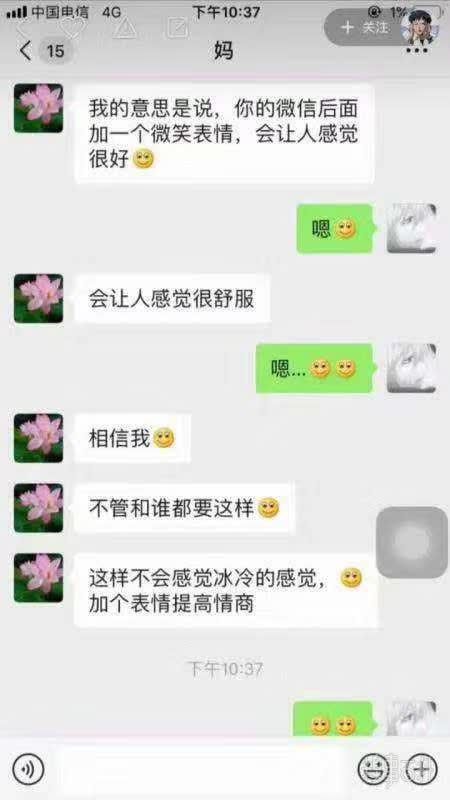 中国电信 4G 下午10:37 1%
15 妈 + 关注
我的意思是说，你的微信后面
加一个微笑表情，会让人感觉
很好
嗯
会让人感觉很舒服
嗯...
相信我
不管和谁都要这样
这样不会感觉冰冷的感觉，
加个表情提高情商
下午10:37